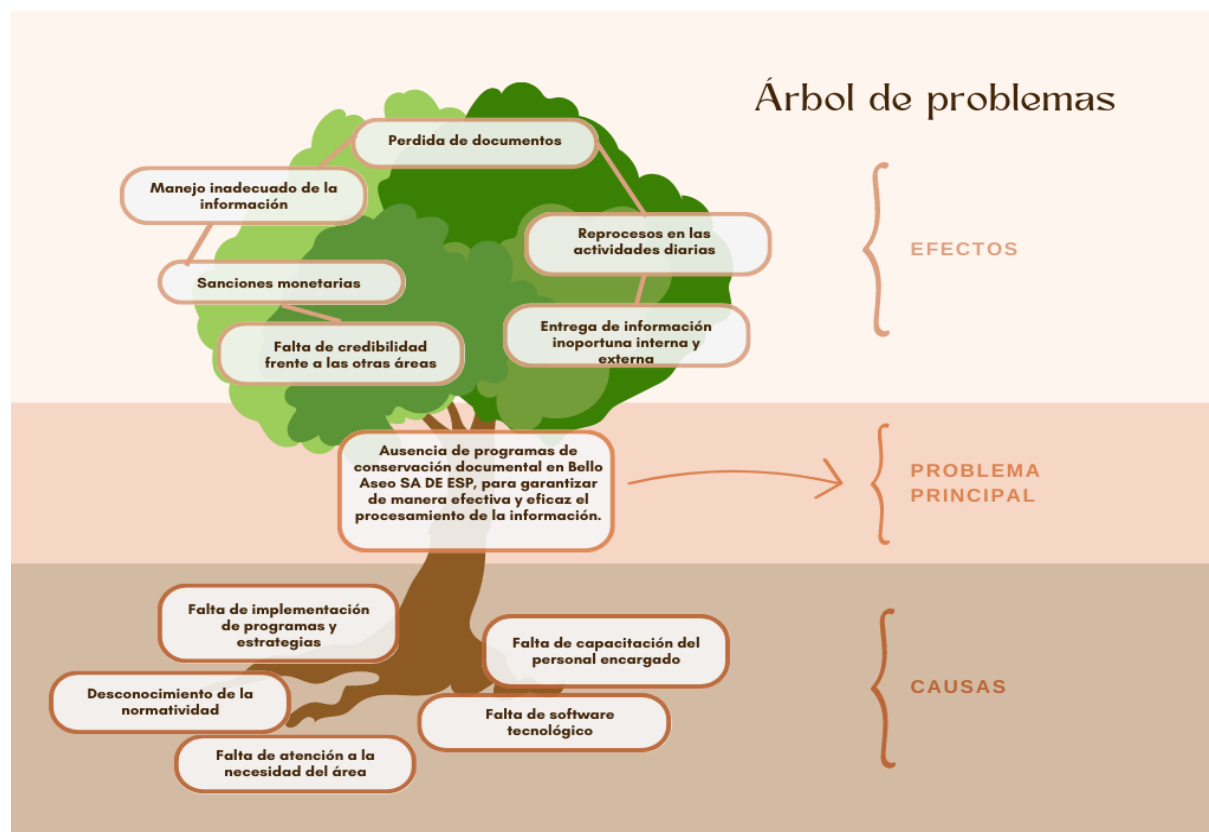 Árbol de problemas
Perdida de documentos
Manejo inadecuado de la
información
Reprocesos en las
actividades diarias
EFECTOS
Sanciones monetarias
Entrega de información
inoportuna interna y
externa
Falta de credibilidad
frente a las otras áreas
Ausencia de programas de
conservación documental en Bello
Aseo SA DE ESP, para garantizar
de manera efectiva y eficaz el
procesamiento de la información.
PROBLEMA
PRINCIPAL
Falta de implementación
de programas y
estrategias
Falta de capacitación del
personal encargado
CAUSAS
Desconocimiento de la
normatividad
Falta de software
tecnológico
Falta de atención a la
necesidad del área